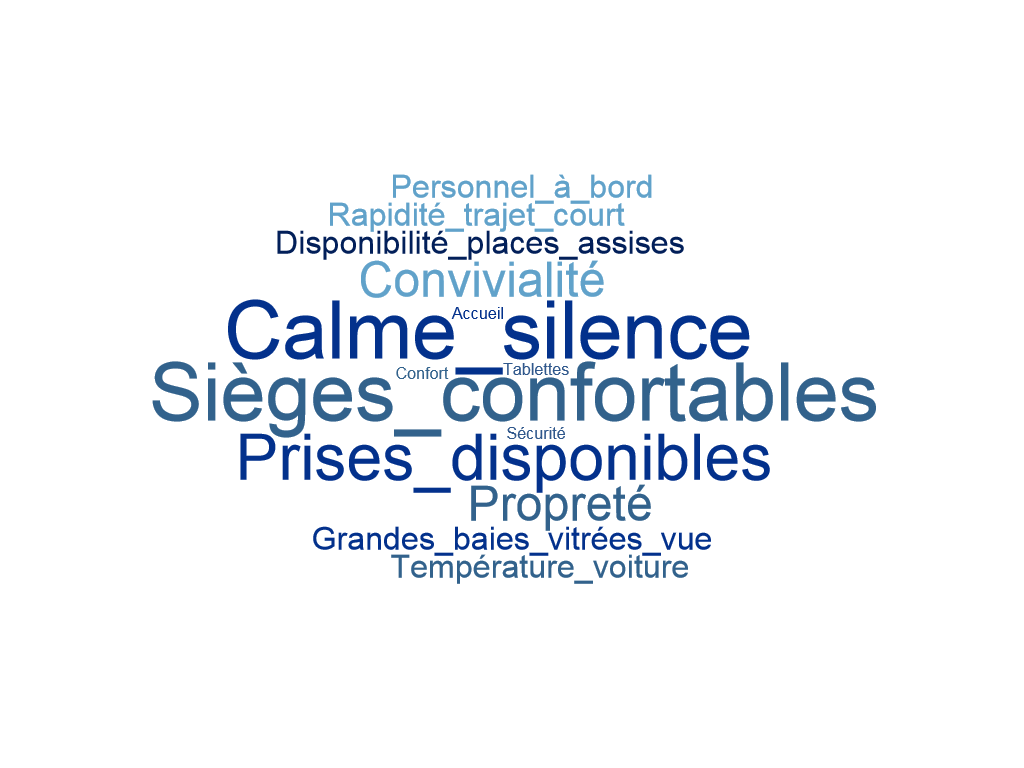 Personnel_à_bord
Rapidité_trajet_court
Disponibilité_places_assises
Convivialité
Accueil
Calme_silence
Confort
Tablettes
Sièges_confortables
Sécurité
Prises_disponibles
Propreté
Grandes_baies_vitrées_vue
Température_voiture